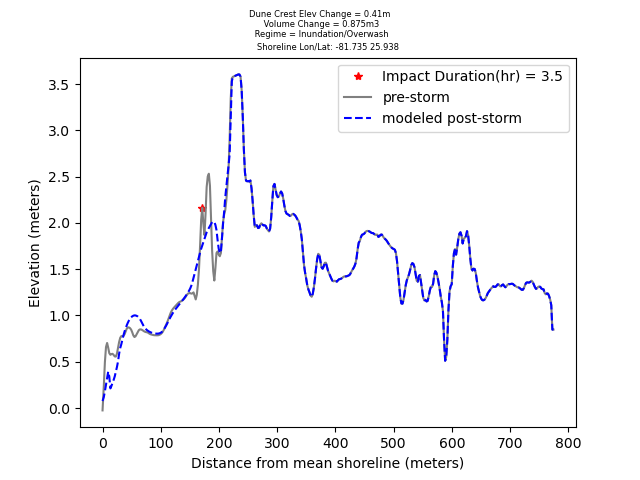 Dune Crest Elev Change = 0.41m
Volume Change = 0.875m3
Regime = Inundation/Overwash
Shoreline Lon/Lat: -81.735 25.938
Impact Duration(hr) = 3.5
pre-storm
modeled post-storm
3.5
3.0
2.5
2.0
1.5
1.0
0.5
0.0
Elevation (meters)
0 100 200 300 400 500 600 700 800
Distance from mean shoreline (meters)